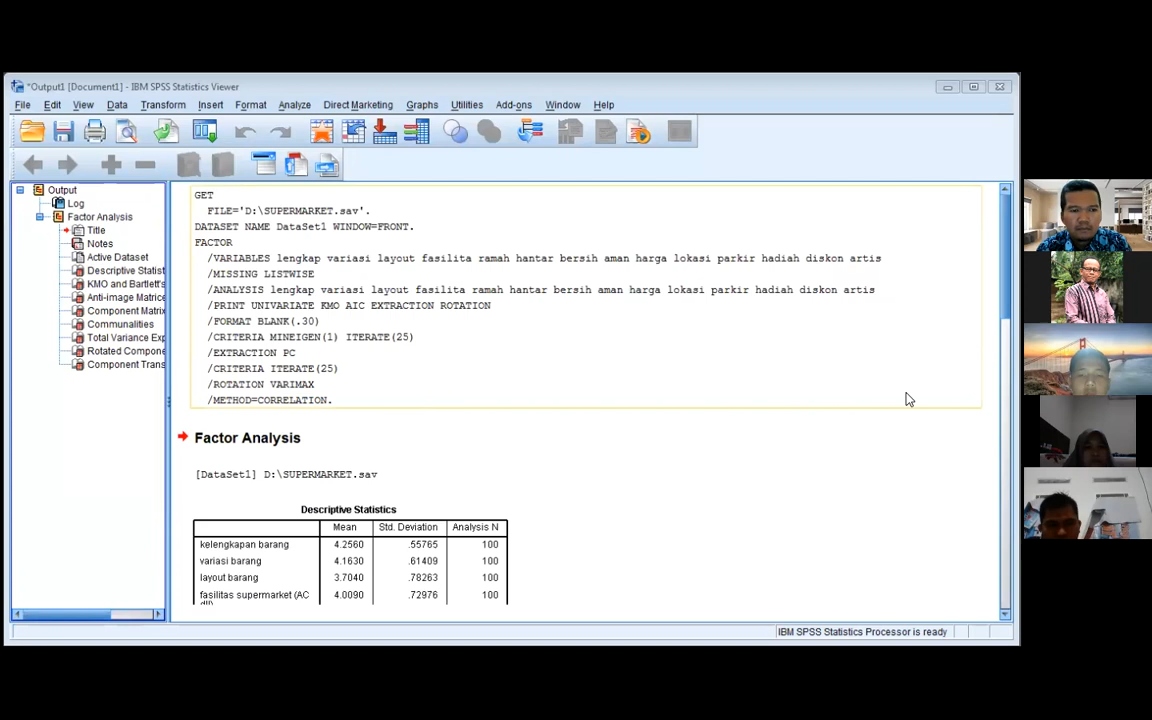 *Output1 [Document1] - IBM SPSS Statistics Viewer
File Edit View Data Transform Insert Format Analyze Direct Marketing Graphs Utilities Add-ons Window Help
Output
Log
Factor Analysis
Title
Notes
Active Dataset
Descriptive Statist
KMO and Bartlett's
Anti-image Matrice
Component Matrix
Communalities
Total Variance Exp
Rotated Compone
Component Trans
GET
FILE='D:\SUPERMARKET.sav'.
DATASET NAME DataSet1 WINDOW=FRONT.
FACTOR
/VARIABLES lengkap variasi layout fasilita ramah hantar bersih aman harga lokasi parkir hadiah diskon artis
/MISSING LISTWISE
/ANALYSIS lengkap variasi layout fasilita ramah hantar bersih aman harga lokasi parkir hadiah diskon artis
/PRINT UNIVARIATE KMO AIC EXTRACTION ROTATION
/FORMAT BLANK(.30)
/CRITERIA MINEIGEN(1) ITERATE(25)
/EXTRACTION PC
/CRITERIA ITERATE(25)
/ROTATION VARIMAX
/METHOD=CORRELATION.
Factor Analysis
[DataSet1] D:\SUPERMARKET.sav
Descriptive Statistics
Mean Std. Deviation Analysis N
kelengkapan barang 4.2560 .55765 100
variasi barang 4.1630 .61409 100
layout barang 3.7040 .78263 100
fasilitas supermarket (AC 4.0090 .72976 100
dll)
IBM SPSS Statistics Processor is ready